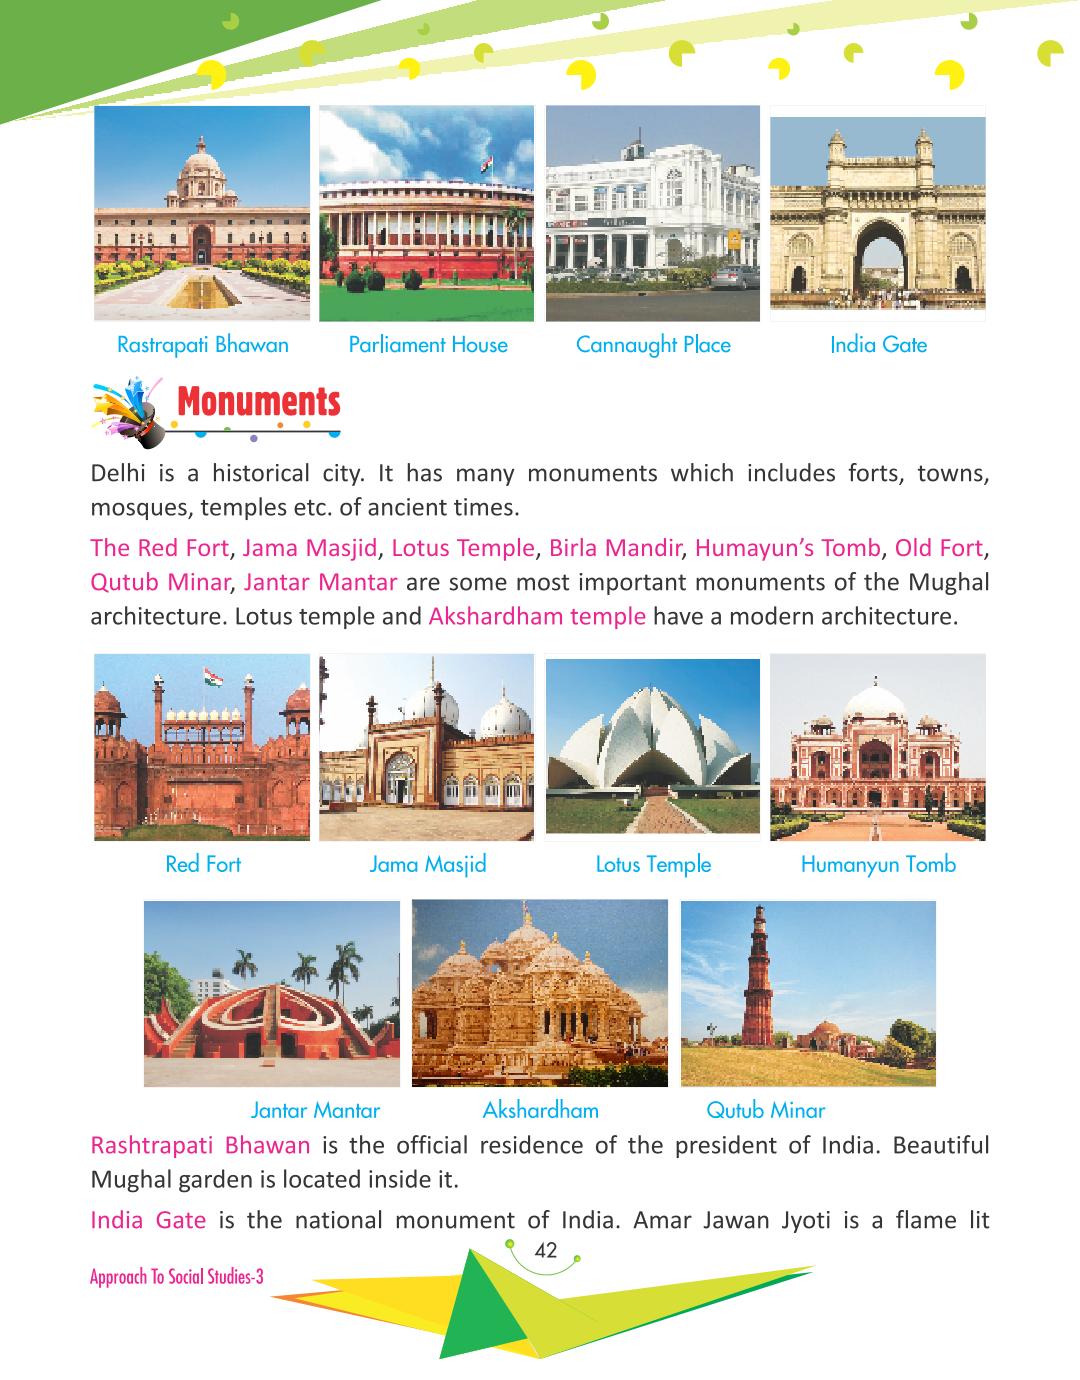 Rastrapati Bhawan Parliament House Cannaught Place India Gate
Monuments
Delhi is a historical city. It has many monuments which includes forts, towns,
mosques, temples etc. of ancient times.
The Red Fort, Jama Masjid, Lotus Temple, Birla Mandir, Humayun's Tomb, Old Fort,
Qutub Minar, Jantar Mantar are some most important monuments of the Mughal
architecture. Lotus temple and Akshardham temple have a modern architecture.
Red Fort Jama Masjid Lotus Temple Humanyun Tomb
Jantar Mantar Akshardham Qutub Minar
Rashtrapati Bhawan is the official residence of the president of India. Beautiful
Mughal garden is located inside it.
India Gate is the national monument of India. Amar Jawan Jyoti is a flame lit
42
Approach To Social Studies-3